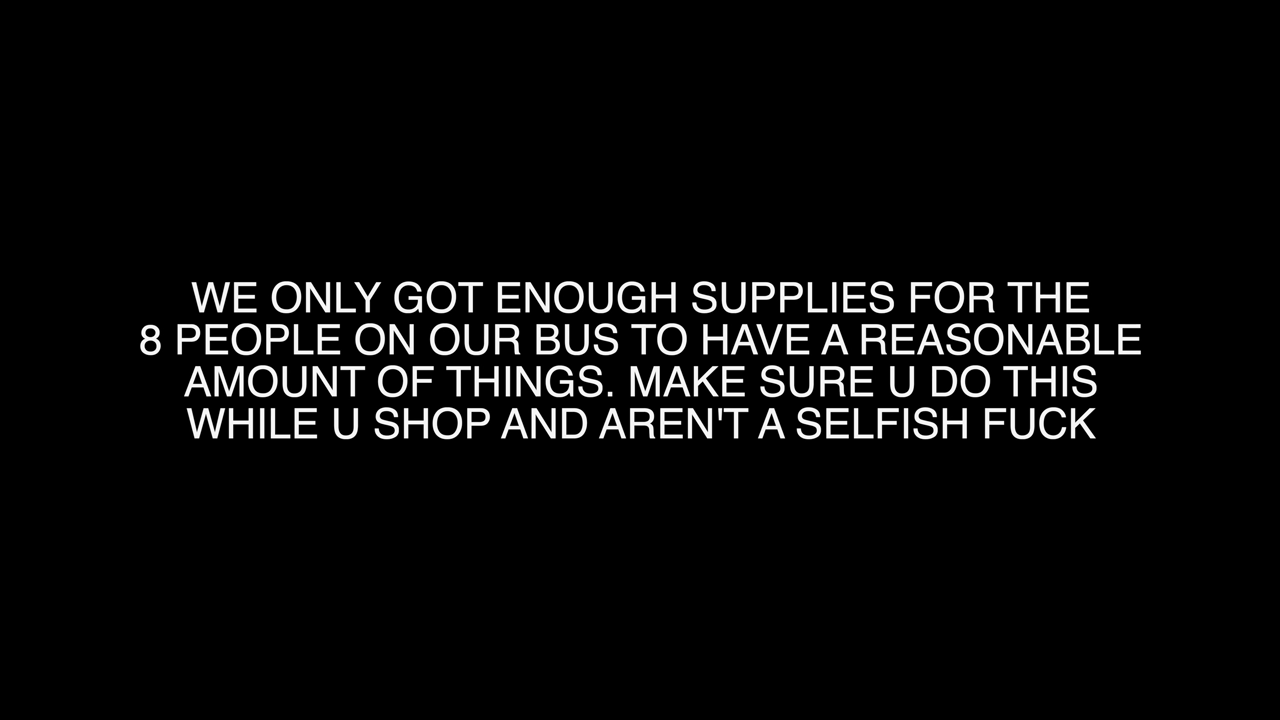 WE ONLY GOT ENOUGH SUPPLIES FOR THE
8 PEOPLE ON OUR BUS TO HAVE A REASONABLE
AMOUNT OF THINGS. MAKE SURE U DO THIS
WHILE U SHOP AND AREN'T A SELFISH FUCK